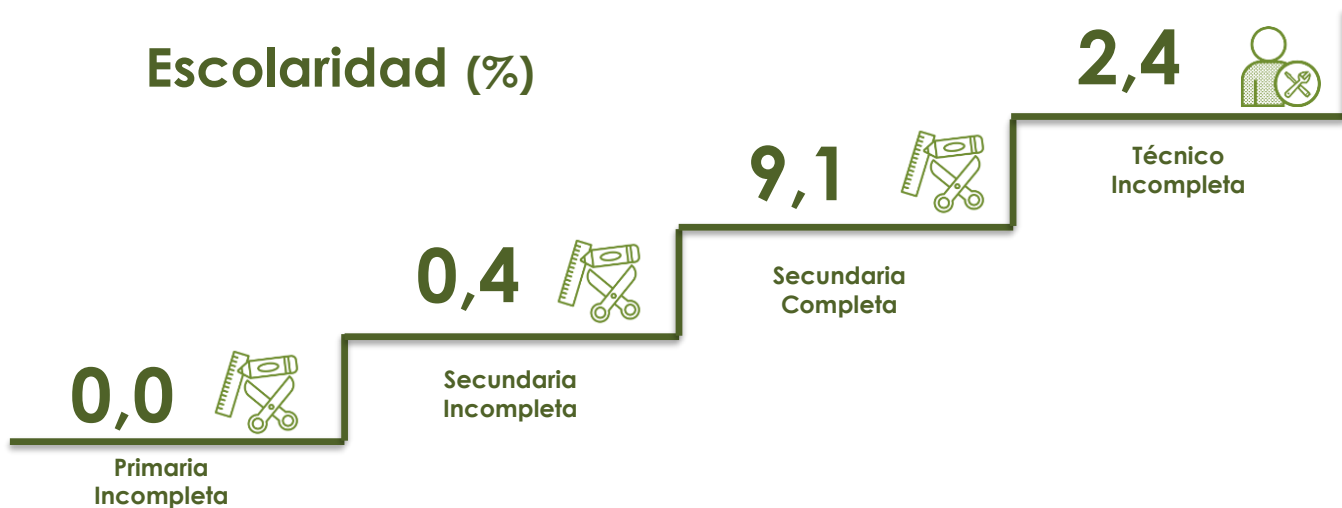 Escolaridad (%)
0,0
Primaria
Incompleta
0,4
Secundaria
Incompleta
9,1
Secundaria
Completa
2,4
Técnico
Incompleta